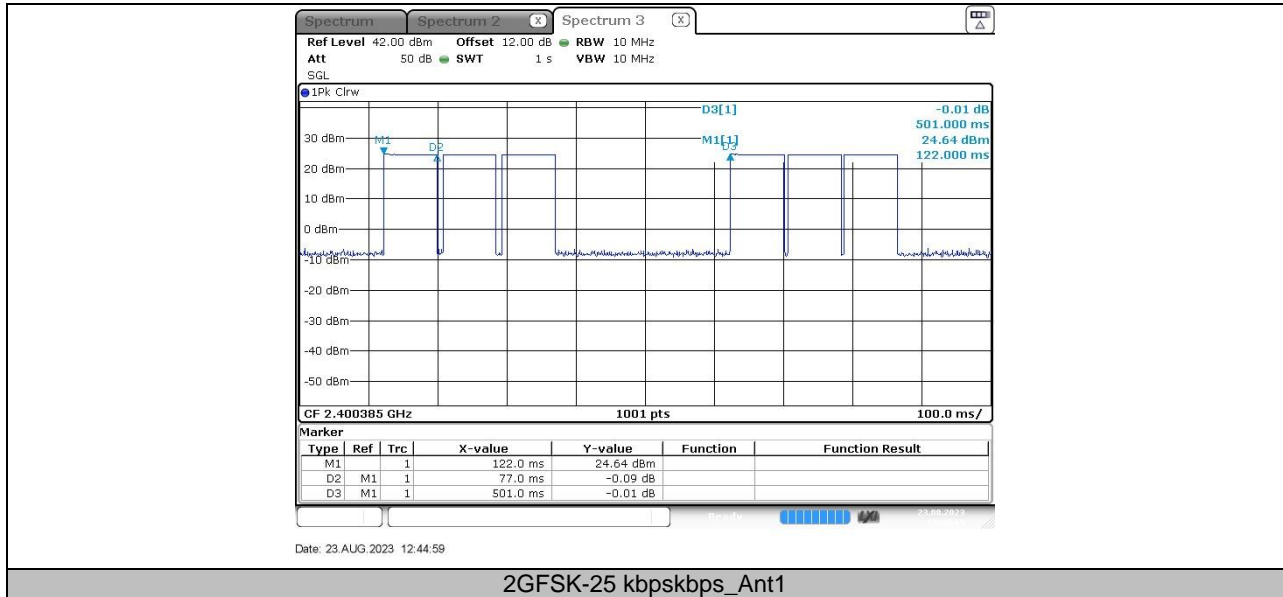 Spectrum Spectrum 2 X Spectrum 3 X
Ref Level 42.00 dBm Offset 12.00 dB RBW 10 MHz
Att 50 dB SWT 1 s VBW 10 MHz
SGL
1Pk Clrw
D3[1] -0.01 dB
501.000 ms
30 dBm M1 D2 M1[1] D3 24.64 dBm
122.000 ms
20 dBm
10 dBm
0 dBm
-10 dBm
-20 dBm
-30 dBm
-40 dBm
-50 dBm
CF 2.400385 GHz 1001 pts 100.0 ms/
Marker
Type Ref Trc X-value Y-value Function Function Result
M1 1 122.0 ms 24.64 dBm
D2 M1 1 77.0 ms -0.09 dB
D3 M1 1 501.0 ms -0.01 dB
23.08.2023
Date: 23.AUG.2023 12:44:59
2GFSK-25 kbpskbps_Ant1